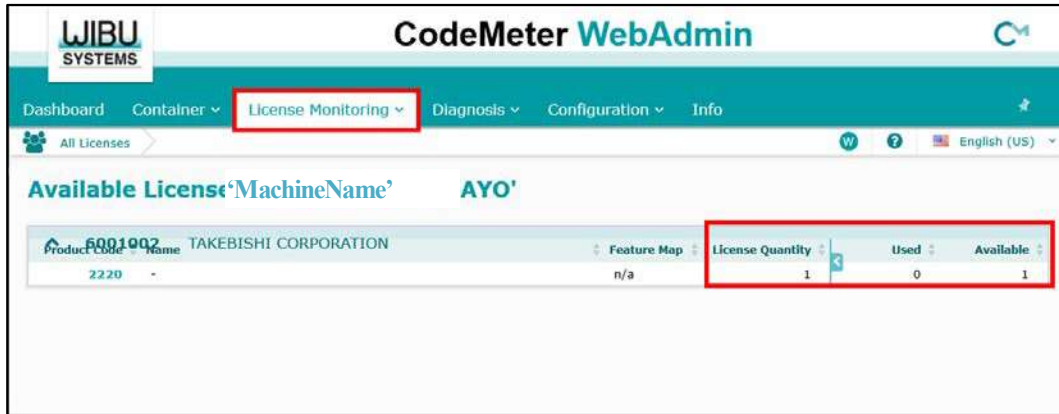 WIBU
SYSTEMS
CodeMeter WebAdmin
CM
Dashboard Container License Monitoring Diagnosis Configuration Info
All Licenses W ? English (US)
Available License‘MachineName’ AYO'
6001002 TAKEBISHI CORPORATION
Product Code Name Feature Map License Quantity Used Available
2220 - n/a 1 0 1